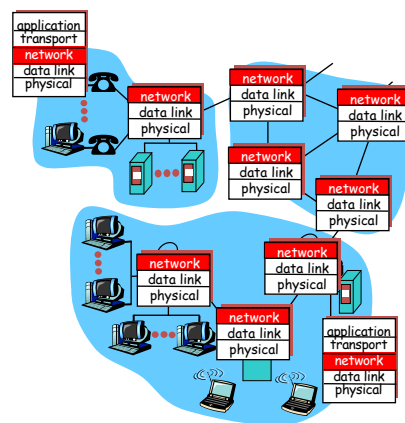 application
transport
network
data link
physical
network
data link
physical
network
data link
physical
network
data link
physical
network
data link
physical
network
data link
physical
network
data link
physical
network
data link
physical
network
data link
physical
application
transport
network
data link
physical